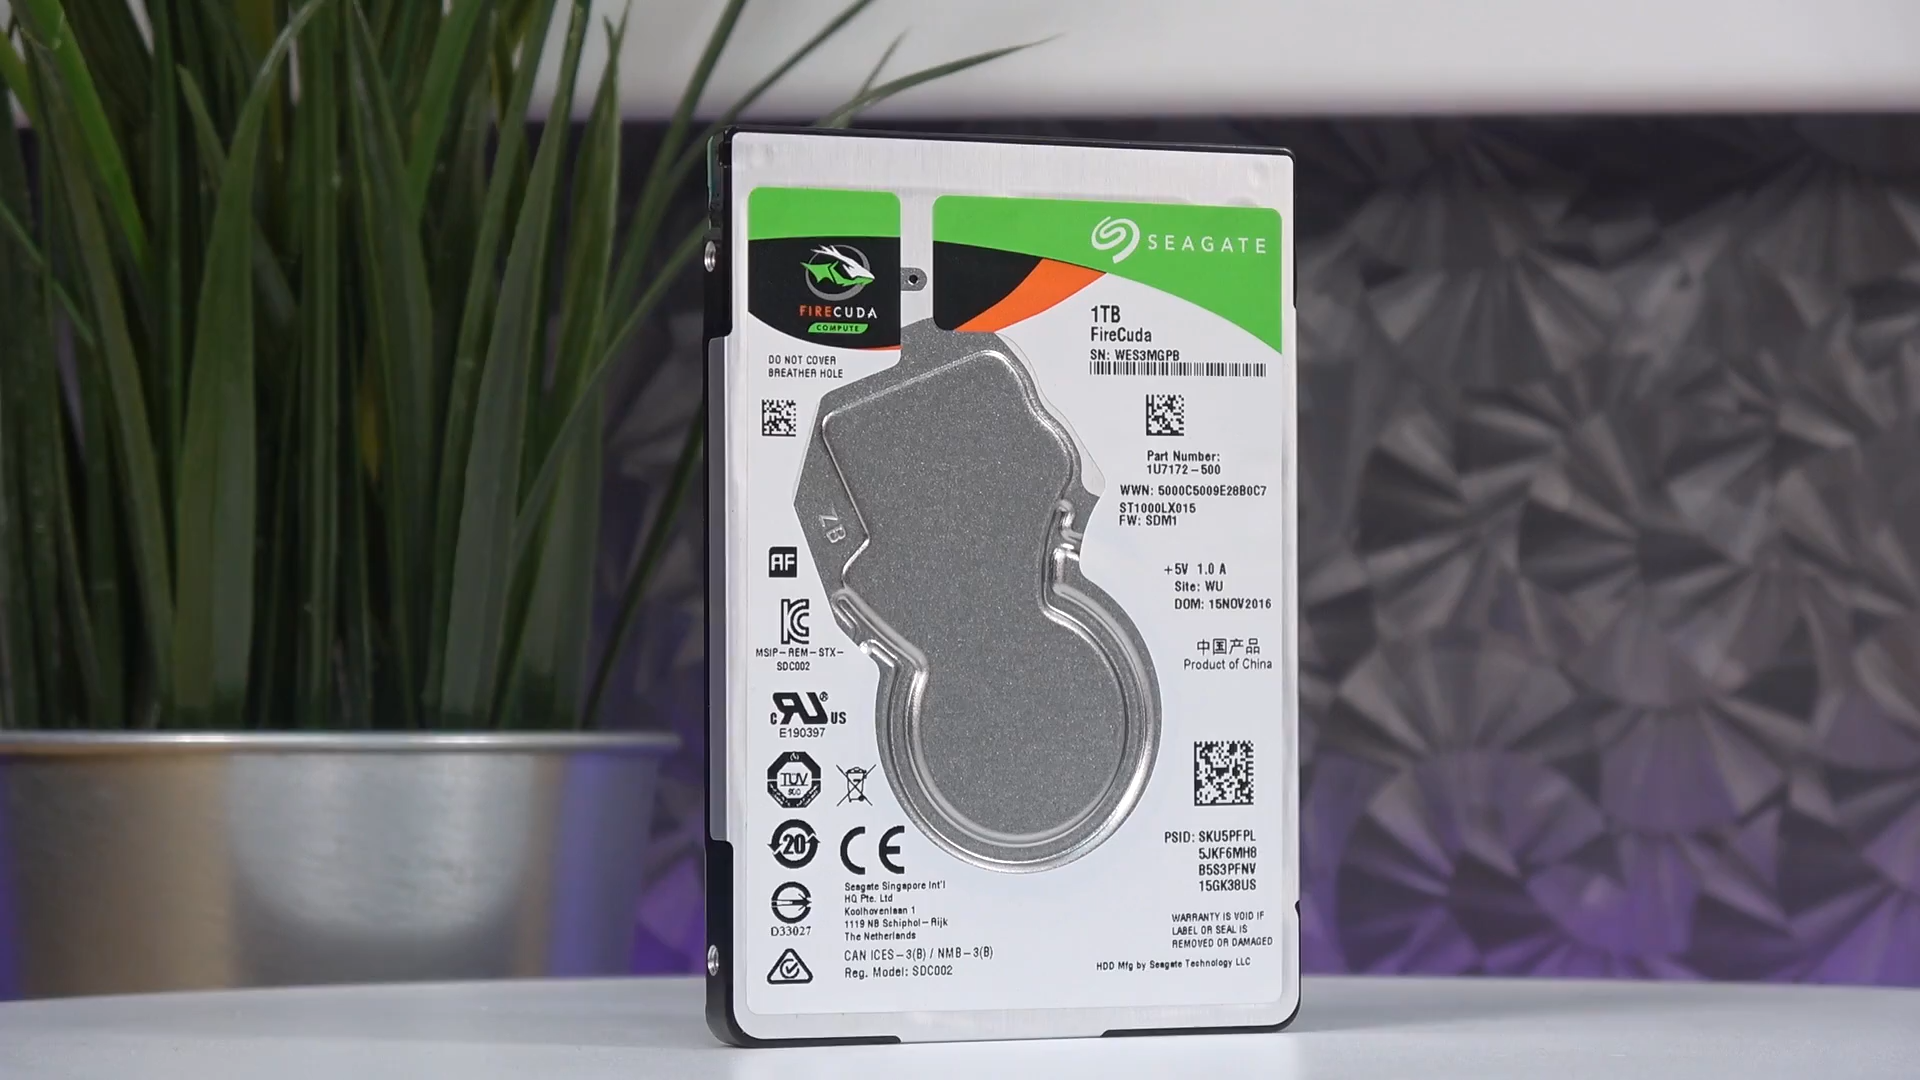 SEAGATE
FIRECUDA
COMPUTE
1TB
FireCuda
SN: WES3MGPB
DO NOT COVER
BREATHER HOLE
Part Number:
1U7172-500
WWN: 5000C5009E28B0C7
ST1000LX015
FW: SDM1
ZB
AF
+5V 1.0 A
Site: WU
DOM: 15NOV2016
MSIP-REM-STX-
SDC002
中国产品
Product of China
c RU ® US
E190397
TÜV
20
CE
PSID: SKU5PFPL
5JKF6MH8
B5S3PFNV
15GK38US
Seagate Singapore Int'l
HQ Pte. Ltd
Koolhovenlaan 1
1119 NB Schiphol-Rijk
The Netherlands
D33027
WARRANTY IS VOID IF
LABEL OR SEAL IS
REMOVED OR DAMAGED
CAN ICES-3(B) / NMB-3(B)
Reg. Model: SDC002
HDD Mfg by Seagate Technology LLC